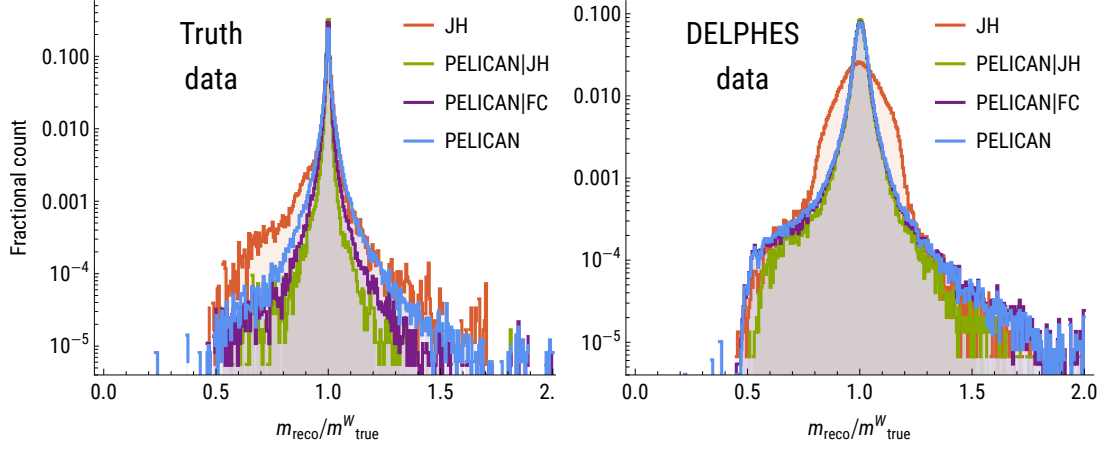 Truth
data
JH
PELICAN|JH
PELICAN|FC
PELICAN
Fractional count
0.100
0.010
0.001
10⁻⁴
10⁻⁵
0.0 0.5 1.0 1.5 2.
m_reco/m^W_true
DELPHES
data
JH
PELICAN|JH
PELICAN|FC
PELICAN
0.100
0.010
0.001
10⁻⁴
10⁻⁵
0.0 0.5 1.0 1.5 2.0
m_reco/m^W_true